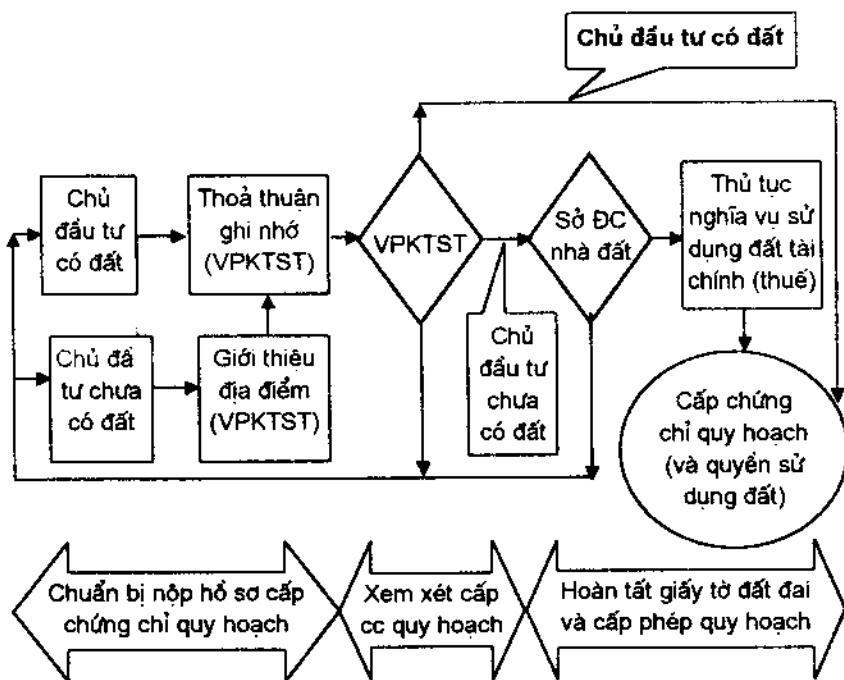 Chủ đầu tư có đất
Chủ
đầu tư
có đất
Thoả thuận
ghi nhớ
(VPKTST)
VPKTST
Sở ĐC
nhà đất
Thủ tục
nghĩa vụ sử
dụng đất tài
chính (thuế)
Chủ đầ
tư chưa
có đất
Giới thiệu
địa điểm
(VPKTST)
Chủ
đầu tư
chưa
có đất
Cấp chứng
chỉ quy hoạch
(và quyền sử
dụng đất)
Chuẩn bị nộp hồ sơ cấp
chứng chỉ quy hoạch
Xem xét cấp
cc quy hoạch
Hoàn tất giấy tờ đất đai
và cấp phép quy hoạch